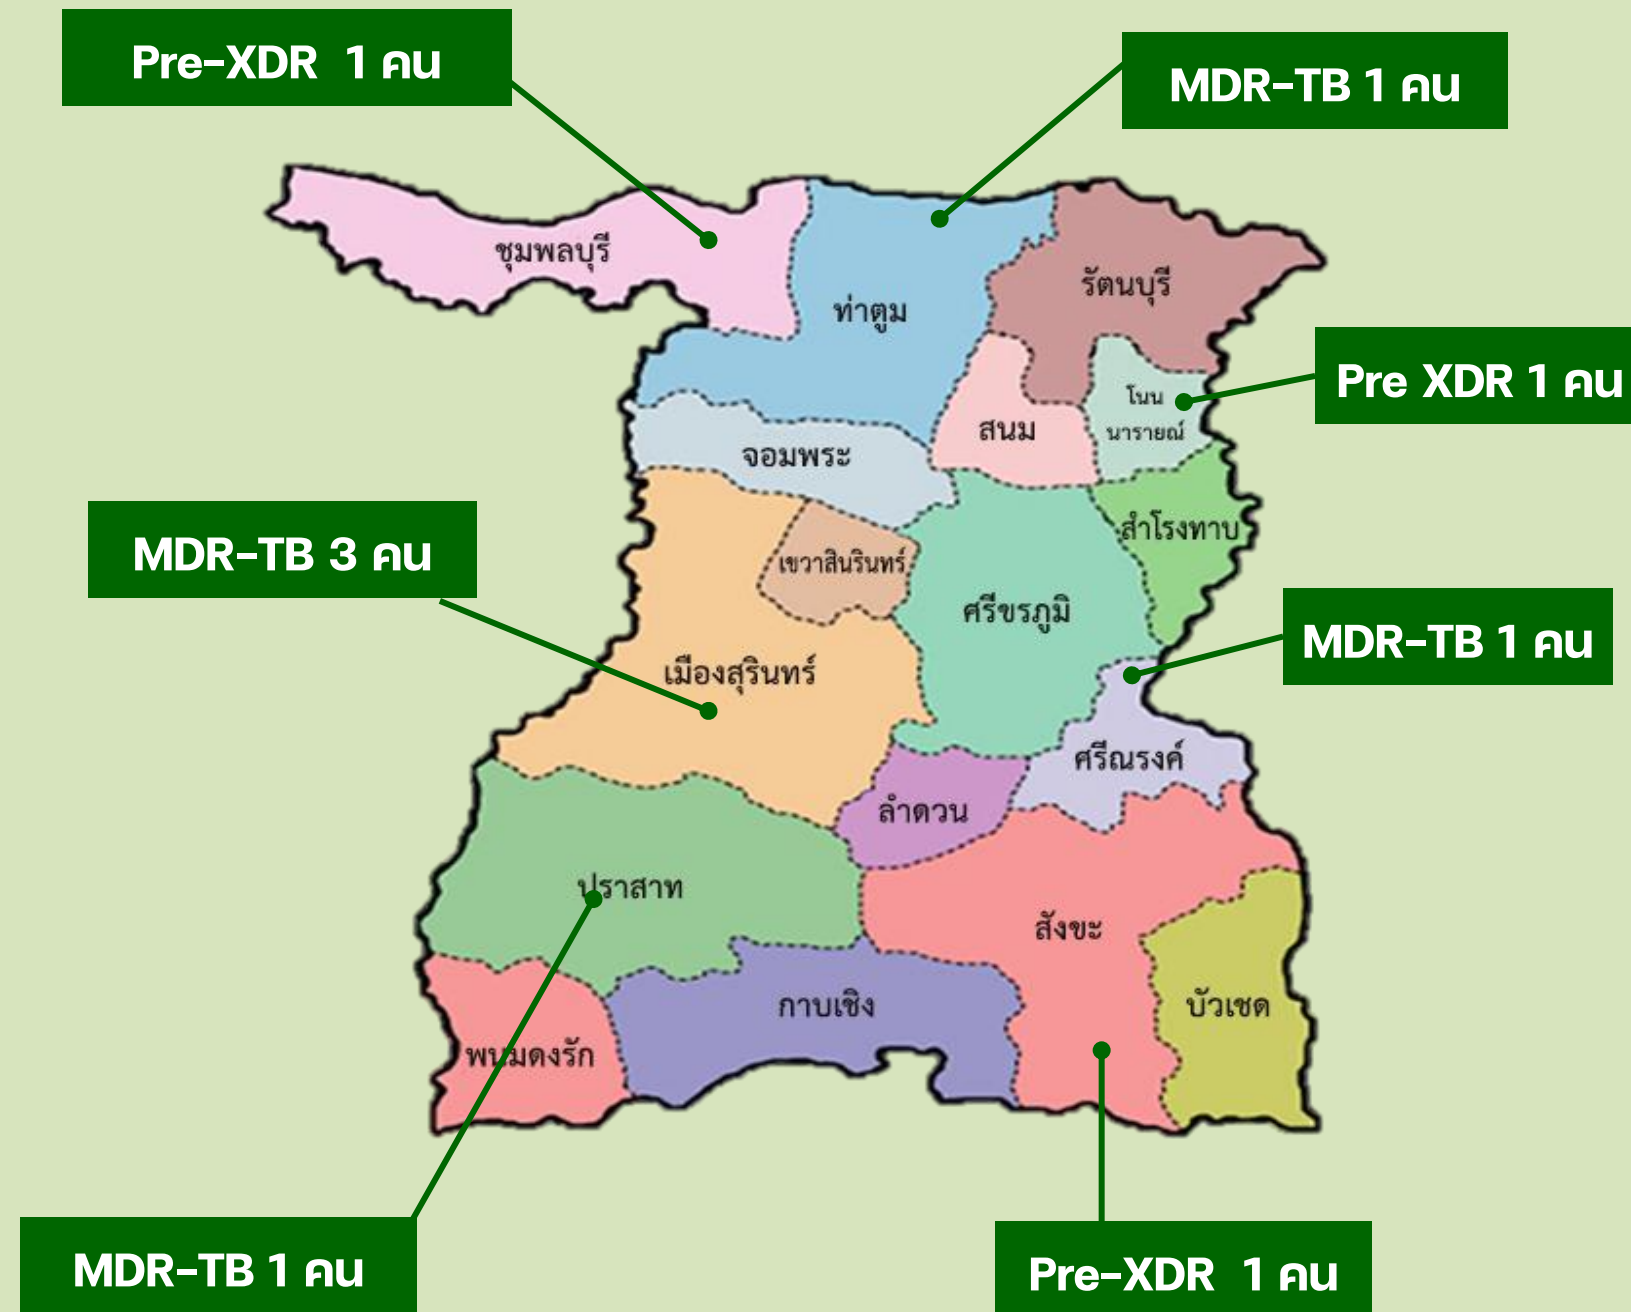 Pre-XDR 1 คน
MDR-TB 1 คน
ชุมพลบุรี
รัตนบุรี
ท่าตูม
Pre XDR 1 คน
โนน
นารายณ์
สนม
จอมพระ
สำโรงทาบ
MDR-TB 3 คน
เขวาสินรินทร์
ศรีขรภูมิ
MDR-TB 1 คน
เมืองสุรินทร์
ศรีณรงค์
ลำดวน
ปราสาท
สังขะ
กาบเชิง
บัวเชด
พนมดงรัก
MDR-TB 1 คน
Pre-XDR 1 คน